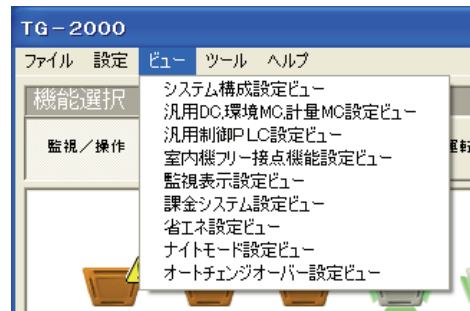 TG-2000
ファイル 設定 ビュー ツール ヘルプ
機能選択
監視/操作
システム構成設定ビュー
汎用DC,環境MC,計量MC設定ビュー
汎用制御PLC設定ビュー
室内機フリー接点機能設定ビュー
監視表示設定ビュー
課金システム設定ビュー
省エネ設定ビュー
ナイトモード設定ビュー
オートチェンジオーバー設定ビュー